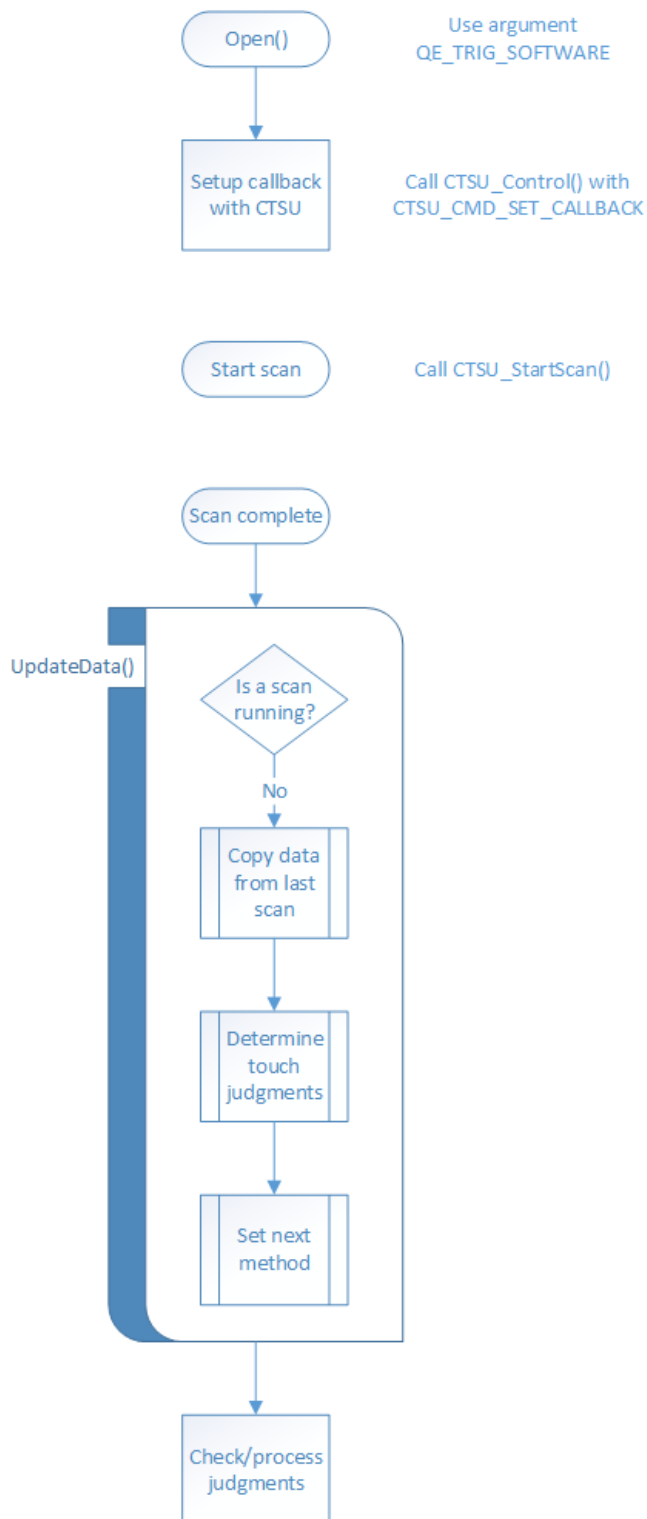 Open()
Use argument
QE_TRIG_SOFTWARE
Setup callback
with CTSU
Call CTSU_Control() with
CTSU_CMD_SET_CALLBACK
Start scan
Call CTSU_StartScan()
Scan complete
UpdateData()
Is a scan
running?
No
Copy data
from last
scan
Determine
touch
judgments
Set next
method
Check/process
judgments